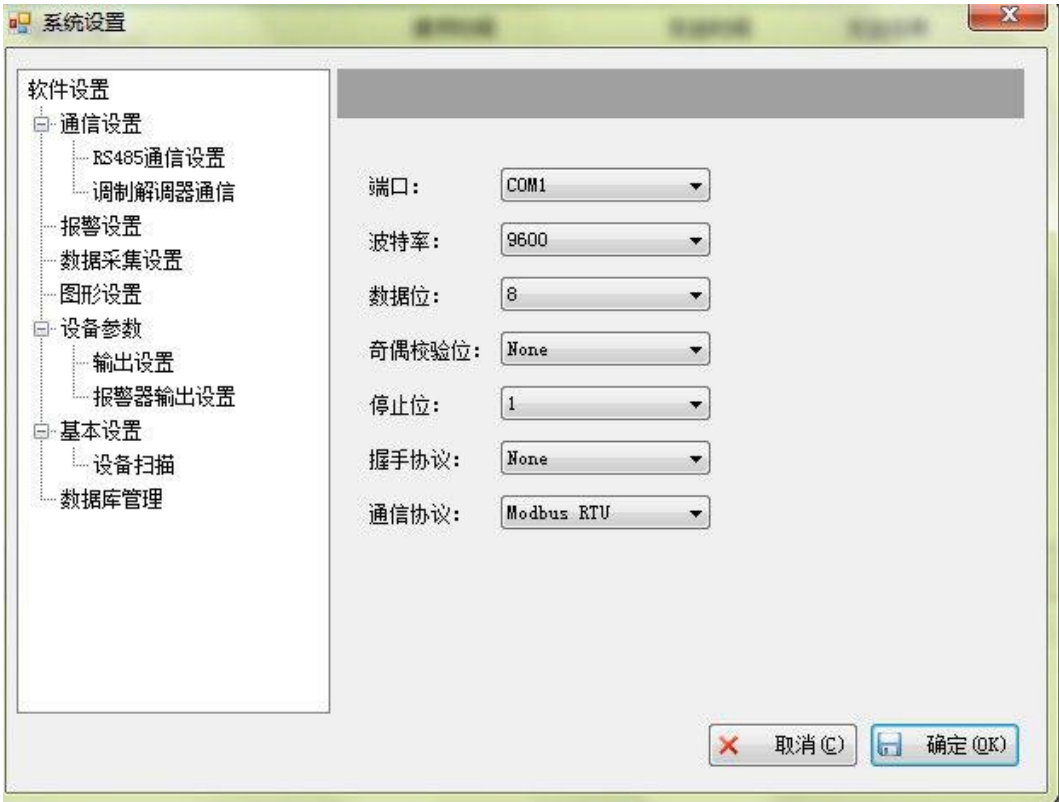 系统设置
软件设置
通信设置
RS485通信设置
调制解调器通信
报警设置
数据采集设置
图形设置
设备参数
输出设置
报警器输出设置
基本设置
设备扫描
数据库管理
端口： COM1
波特率： 9600
数据位： 8
奇偶校验位： None
停止位： 1
握手协议： None
通信协议： Modbus RTU
取消(C) 确定(OK)